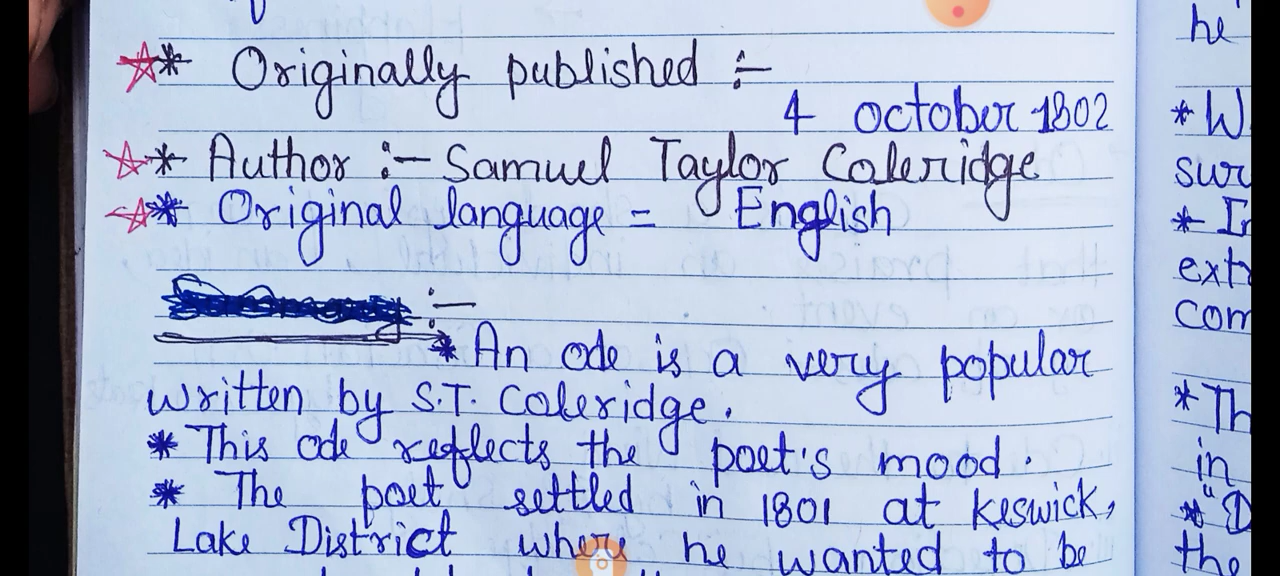 ** Originally published :-
4 october 1802
** Author :- Samuel Taylor Coleridge
** Original language = English
:-
* An ode is a very popular
written by S.T. Coleridge.
* This ode reflects the poet's mood.
* The poet settled in 1801 at Keswick,
Lake District where he wanted to be
he
* W
sur
* In
ext
com
* Th
in
* "D
the